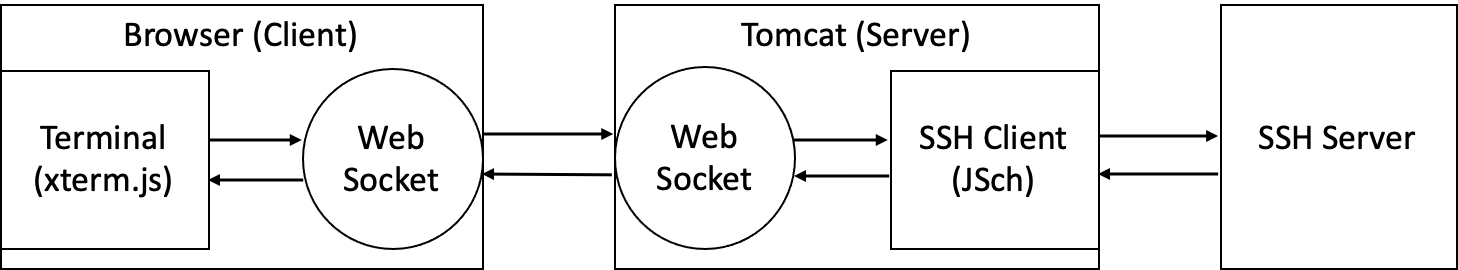 Browser (Client)
Terminal
(xterm.js)
Web
Socket
Tomcat (Server)
Web
Socket
SSH Client
(JSch)
SSH Server